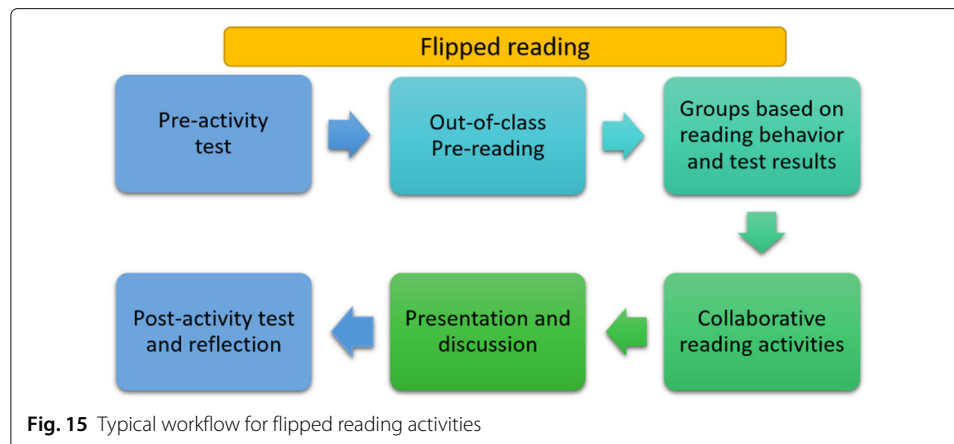 Flipped reading
Pre-activity
test
Out-of-class
Pre-reading
Groups based on
reading behavior
and test results
Collaborative
reading activities
Presentation and
discussion
Post-activity test
and reflection
Fig. 15 Typical workflow for flipped reading activities